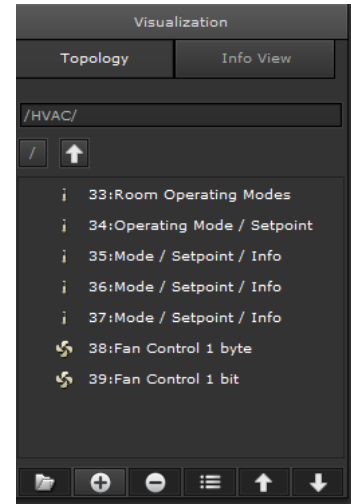 Visualization
Topology
Info View
/HVAC/
/
33:Room Operating Modes
34:Operating Mode / Setpoint
35:Mode / Setpoint / Info
36:Mode / Setpoint / Info
37:Mode / Setpoint / Info
38:Fan Control 1 byte
39:Fan Control 1 bit